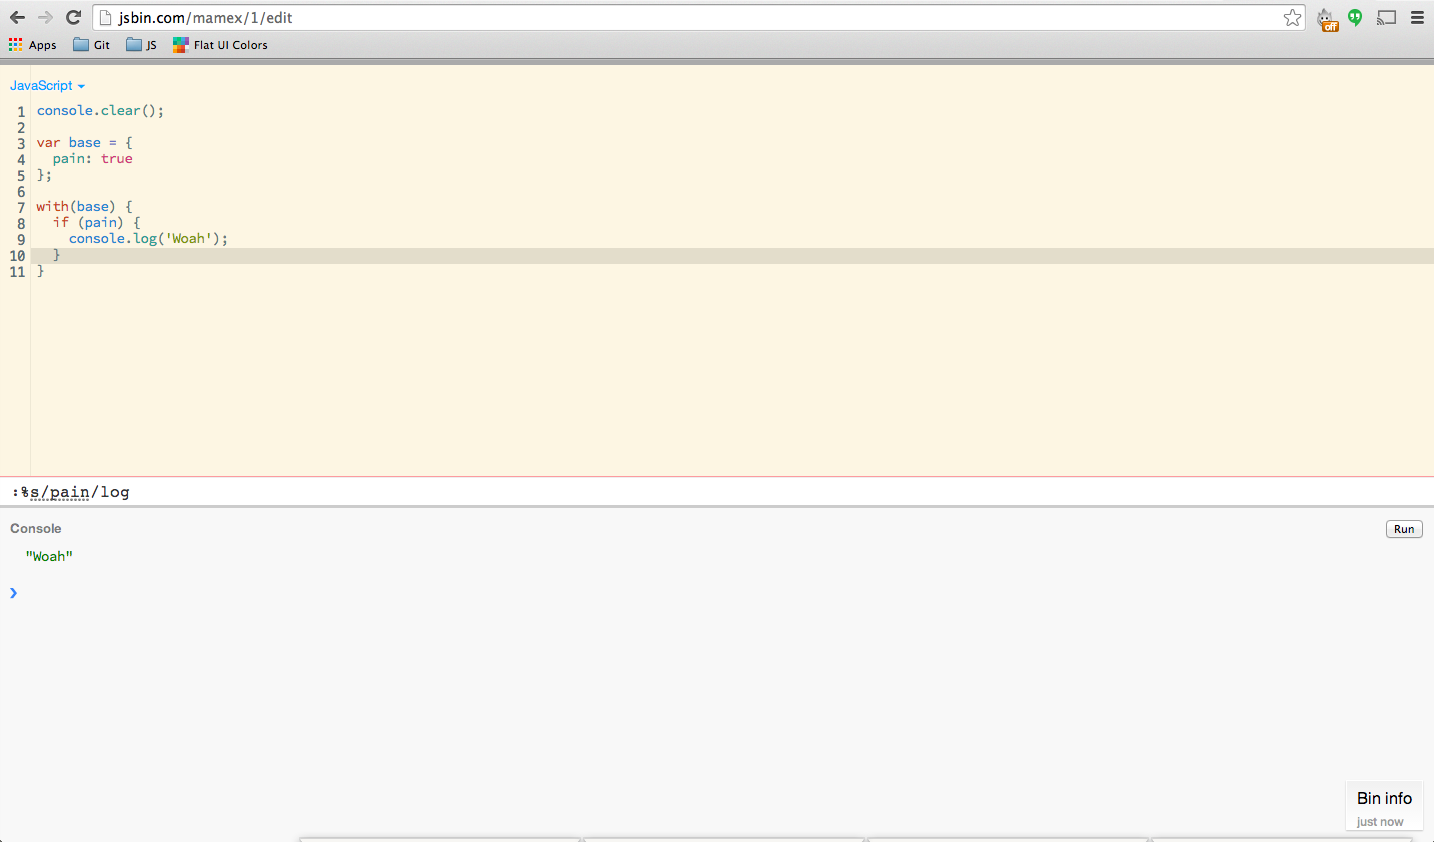 jsbin.com/mamex/1/edit
off
Apps Git JS Flat UI Colors
JavaScript
1 console.clear();
2
3 var base = {
4   pain: true
5 };
6
7 with(base) {
8   if (pain) {
9     console.log('Woah');
10   }
11 }
:%s/pain/log
Console
Run
"Woah"
Bin info
just now